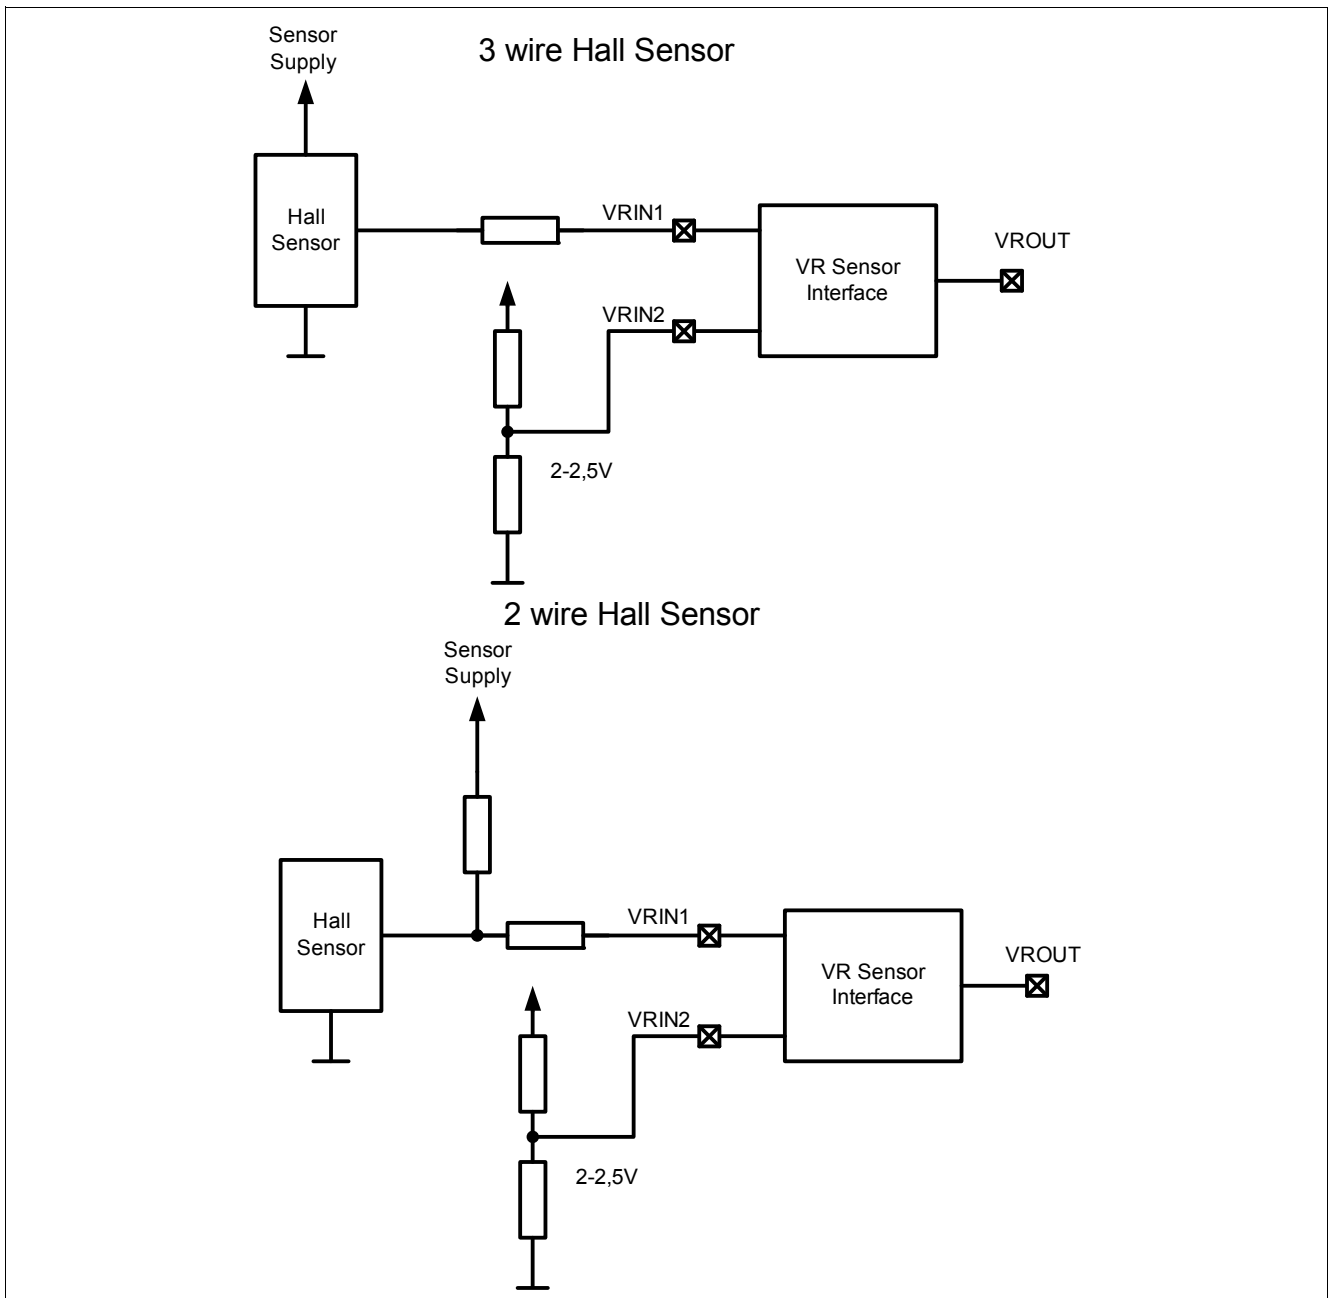 3 wire Hall Sensor
Sensor
Supply
Hall
Sensor
VRIN1
VRIN2
VR Sensor
Interface
VROUT
2-2,5V
2 wire Hall Sensor
Sensor
Supply
Hall
Sensor
VRIN1
VRIN2
VR Sensor
Interface
VROUT
2-2,5V